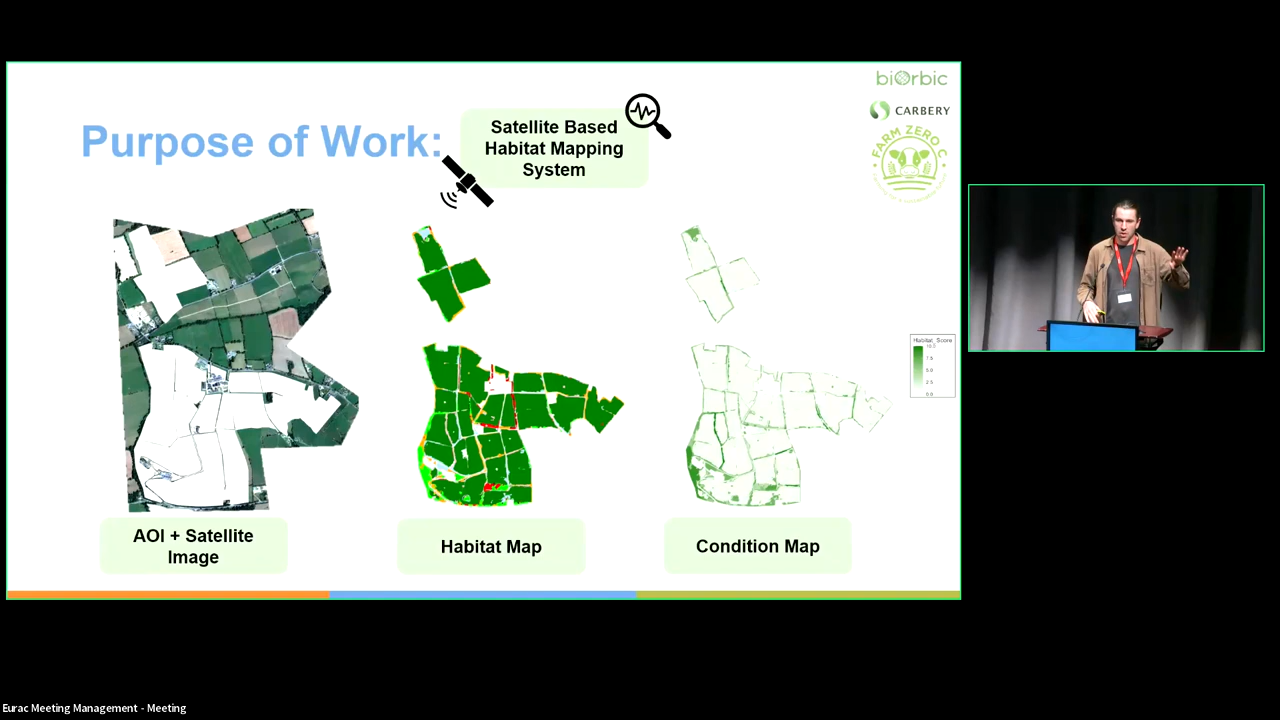 biOrbic
CARBERY
FARM ZERO C
Purpose of Work:
Satellite Based
Habitat Mapping
System
Habitat_Score
10.0
7.5
5.0
2.5
0.0
AOI + Satellite
Image
Habitat Map
Condition Map
Eurac Meeting Management - Meeting